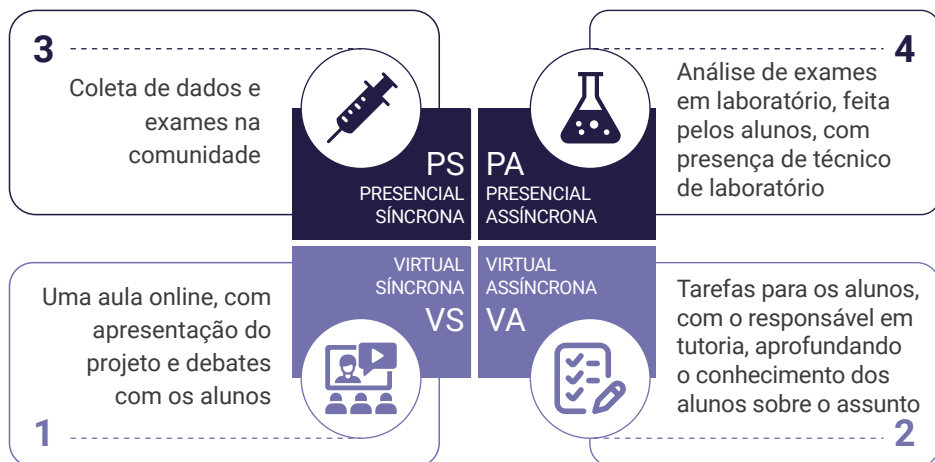 3
Coleta de dados e
exames na
comunidade
PS
PRESENCIAL
SÍNCRONA
4
Análise de exames
em laboratório, feita
pelos alunos, com
presença de técnico
de laboratório
PA
PRESENCIAL
ASSÍNCRONA
Uma aula online, com
apresentação do
projeto e debates
com os alunos
1
VIRTUAL
SÍNCRONA
VS
VIRTUAL
ASSÍNCRONA
VA
Tarefas para os alunos,
com o responsável em
tutoria, aprofundando
o conhecimento dos
alunos sobre o assunto
2